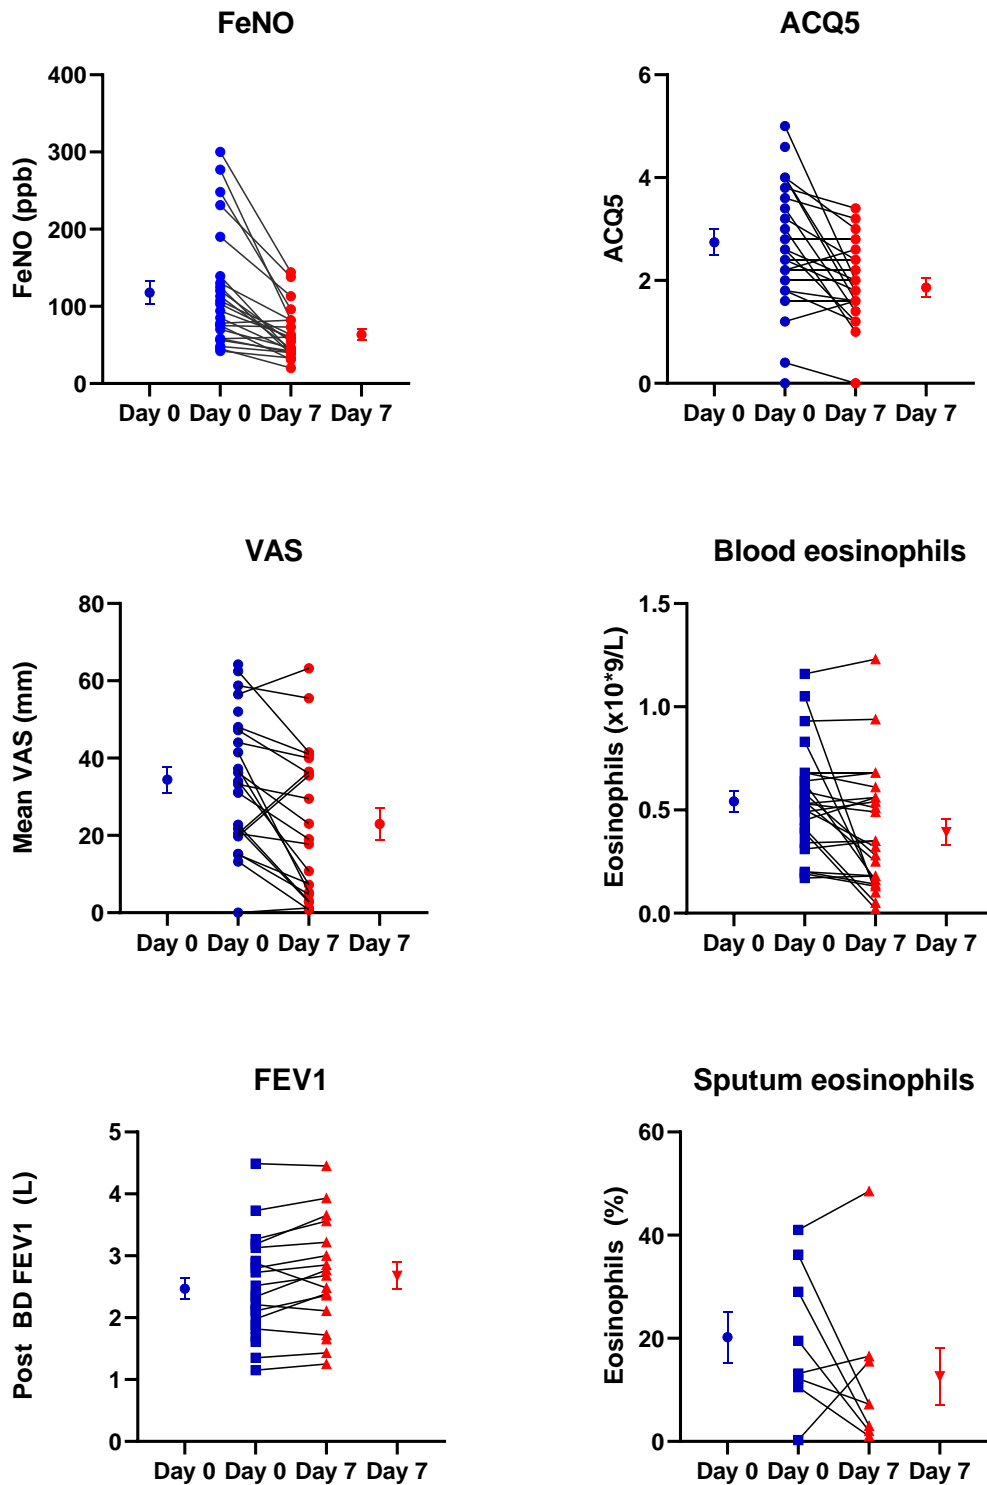 FeNO
FeNO (ppb)
400
300
200
100
0
Day 0 Day 0 Day 7 Day 7
ACQ5
ACQ5
6
4
2
0
Day 0 Day 0 Day 7 Day 7
VAS
Mean VAS (mm)
80
60
40
20
0
Day 0 Day 0 Day 7 Day 7
Blood eosinophils
Eosinophils (x10*9/L)
1.5
1.0
0.5
0.0
Day 0 Day 0 Day 7 Day 7
FEV1
Post BD FEV1 (L)
5
4
3
2
1
0
Day 0 Day 0 Day 7 Day 7
Sputum eosinophils
Eosinophils (%)
60
40
20
0
Day 0 Day 0 Day 7 Day 7